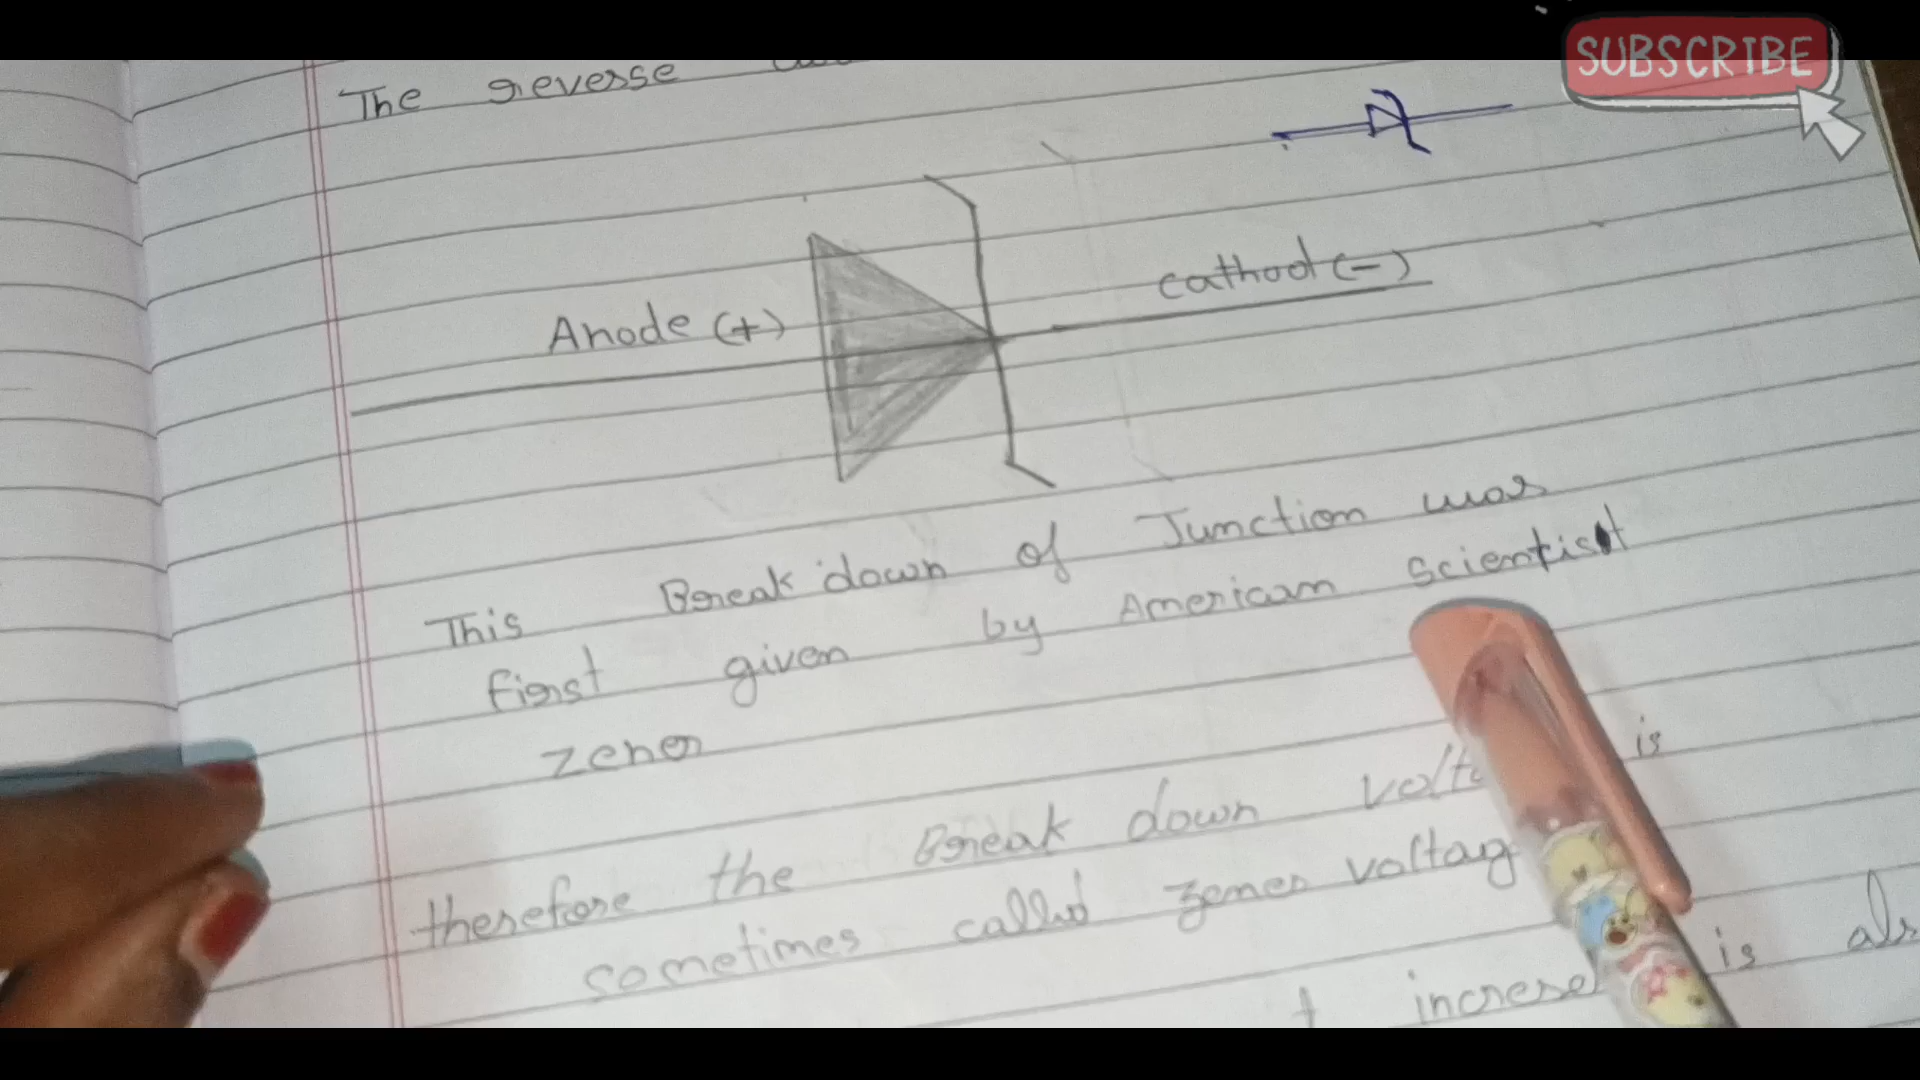 The reverse
SUBSCRIBE
Anode (+)
cathod (-)
This Break down of Junction was
first given by American Scientist
zener
therefore the Break down is
sometimes called zener voltag
increse is